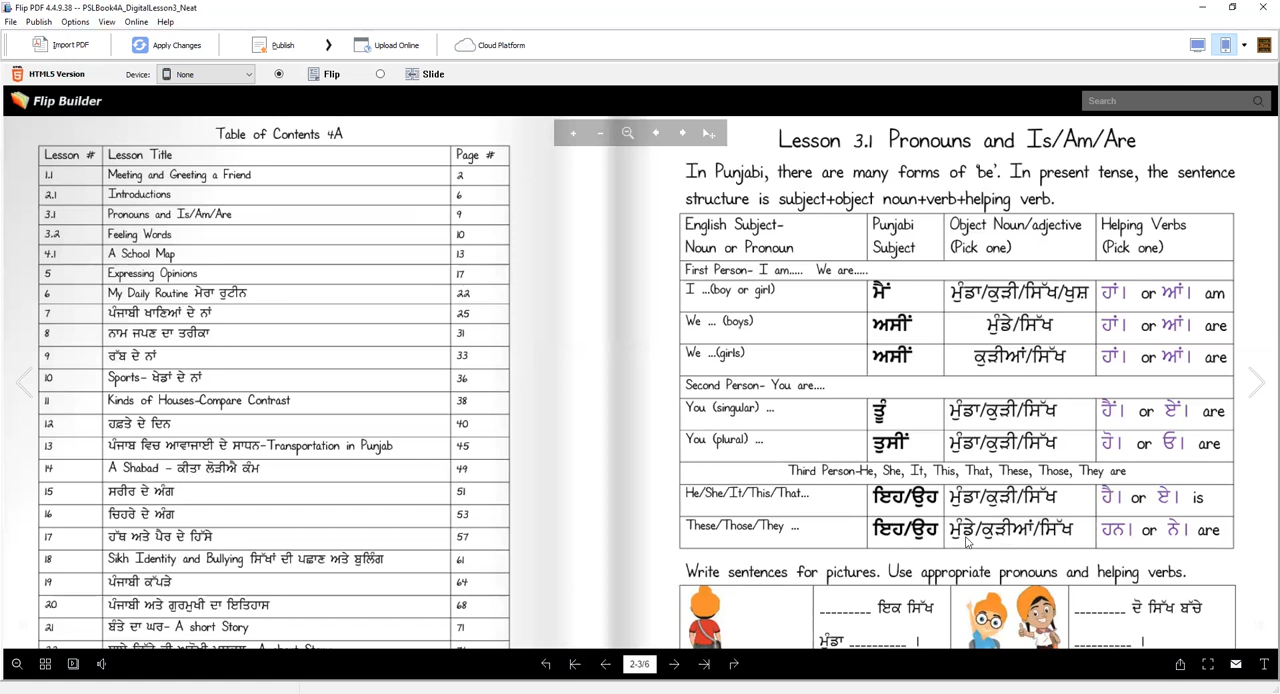 Flip PDF 4.4.9.38 -- PSLBook4A_DigitalLesson3_Neat
File Publish Options View Online Help
Import PDF Apply Changes Publish Upload Online Cloud Platform
HTML5 Version Device: None Flip Slide
Flip Builder Search
Table of Contents 4A
Lesson # Lesson Title Page #
1.1 Meeting and Greeting a Friend 2
2.1 Introductions 6
3.1 Pronouns and Is/Am/Are 9
3.2 Feeling Words 10
4.1 A School Map 13
5 Expressing Opinions 17
6 My Daily Routine ਮੇਰਾ ਰੁਟੀਨ 22
7 ਪੰਜਾਬੀ ਖਾਣਿਆਂ ਦੇ ਨਾਂ 25
8 ਨਾਮ ਜਪਣ ਦਾ ਤਰੀਕਾ 31
9 ਰੱਬ ਦੇ ਨਾਂ 33
10 Sports- ਖੇਡਾਂ ਦੇ ਨਾਂ 36
11 Kinds of Houses-Compare Contrast 38
12 ਹਫ਼ਤੇ ਦੇ ਦਿਨ 40
13 ਪੰਜਾਬ ਵਿਚ ਆਵਾਜਾਈ ਦੇ ਸਾਧਨ-Transportation in Punjab 45
14 A Shabad - ਕੀਤਾ ਲੋੜੀਐ ਕੰਮ 49
15 ਸਰੀਰ ਦੇ ਅੰਗ 51
16 ਚਿਹਰੇ ਦੇ ਅੰਗ 53
17 ਹੱਥ ਅਤੇ ਪੈਰ ਦੇ ਹਿੱਸੇ 57
18 Sikh Identity and Bullying ਸਿੱਖਾਂ ਦੀ ਪਛਾਣ ਅਤੇ ਬੁਲਿੰਗ 61
19 ਪੰਜਾਬੀ ਕੱਪੜੇ 64
20 ਪੰਜਾਬੀ ਅਤੇ ਗੁਰਮੁਖੀ ਦਾ ਇਤਿਹਾਸ 68
21 ਬੰਤੇ ਦਾ ਘਰ- A short Story 71
Lesson 3.1 Pronouns and Is/Am/Are
In Punjabi, there are many forms of 'be'. In present tense, the sentence
structure is subject+object noun+verb+helping verb.
English Subject- Punjabi Object Noun/adjective Helping Verbs
Noun or Pronoun Subject (Pick one) (Pick one)
First Person- I am..... We are.....
I ...(boy or girl) ਮੈਂ ਮੁੰਡਾ/ਕੁੜੀ/ਸਿੱਖ/ਖੁਸ਼ ਹਾਂ। or ਆਂ। am
We ... (boys) ਅਸੀਂ ਮੁੰਡੇ/ਸਿੱਖ ਹਾਂ। or ਆਂ। are
We ...(girls) ਅਸੀਂ ਕੁੜੀਆਂ/ਸਿੱਖ ਹਾਂ। or ਆਂ। are
Second Person- You are....
You (singular) ... ਤੂੰ ਮੁੰਡਾ/ਕੁੜੀ/ਸਿੱਖ ਹੈਂ। or ਏਂ। are
You (plural) ... ਤੁਸੀਂ ਮੁੰਡਾ/ਕੁੜੀ/ਸਿੱਖ ਹੋ। or ਓ। are
Third Person-He, She, It, This, That, These, Those, They are
He/She/It/This/That... ਇਹ/ਉਹ ਮੁੰਡਾ/ਕੁੜੀ/ਸਿੱਖ ਹੈ। or ਏ। is
These/Those/They ... ਇਹ/ਉਹ ਮੁੰਡੇ/ਕੁੜੀਆਂ/ਸਿੱਖ ਹਨ। or ਨੇ। are
Write sentences for pictures. Use appropriate pronouns and helping verbs.
_________ ਇਕ ਸਿੱਖ _________ ਦੋ ਸਿੱਖ ਬੱਚੇ
ਮੁੰਡਾ __________ । __________ ।
2-3/6